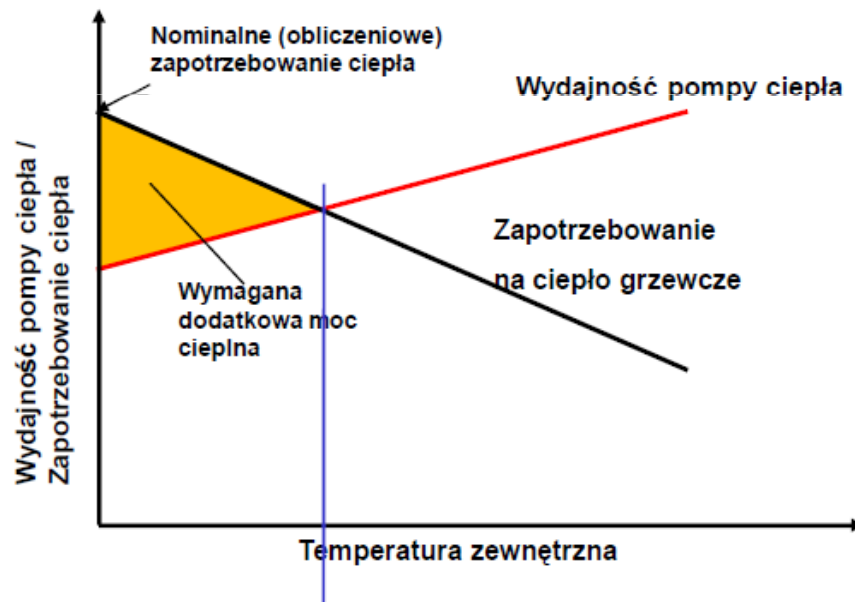 Nominalne (obliczeniowe)
zapotrzebowanie ciepła
Wydajność pompy ciepła
Wydajność pompy ciepła /
Zapotrzebowanie ciepła
Zapotrzebowanie
na ciepło grzewcze
Wymagana
dodatkowa moc
cieplna
Temperatura zewnętrzna